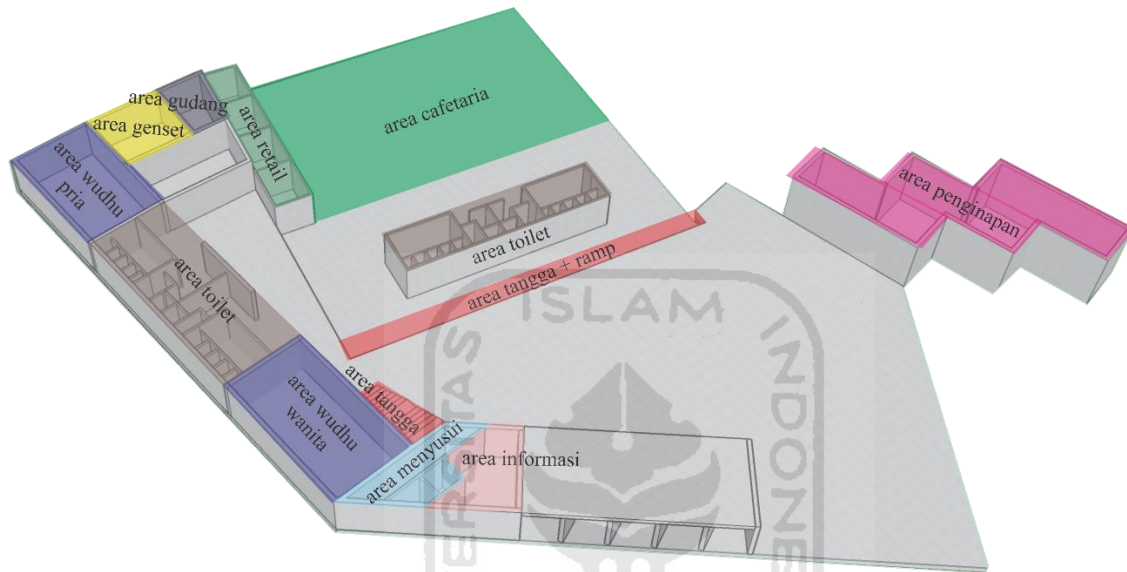 area gudang
area genset
area wudhu
pria
area retail
area cafetaria
area penginapan
area toilet
area toilet
area tangga + ramp
ISLAM
INDONE
ERSITAS
area tangga
area wudhu
wanita
area menyusui
area informasi